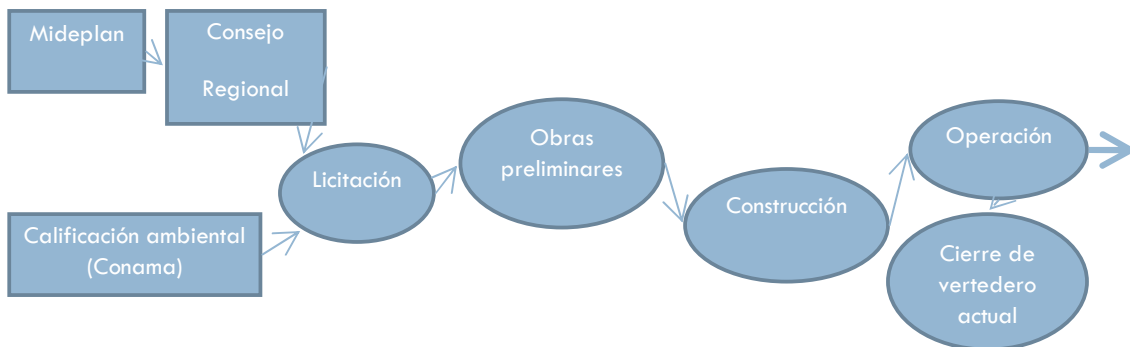 Mideplan
Consejo
Regional
Calificación ambiental
(Conama)
Licitación
Obras
preliminares
Construcción
Operación
Cierre de
vertedero
actual